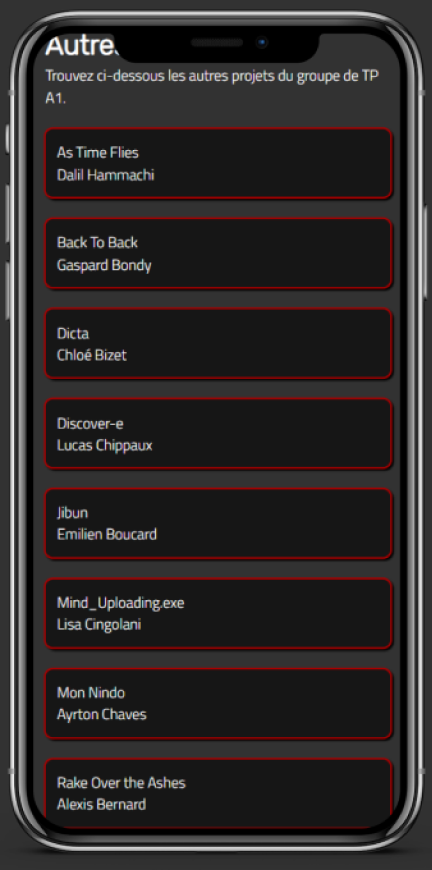 Trouvez ci-dessous les autres projets du groupe de TP
A1.
As Time Flies
Dalil Hammachi
Back To Back
Gaspard Bondy
Dicta
Chloé Bizet
Discover-e
Lucas Chippaux
Jibun
Emilien Boucard
Mind_Uploading.exe
Lisa Cingolani
Mon Nindo
Ayrton Chaves
Rake Over the Ashes
Alexis Bernard